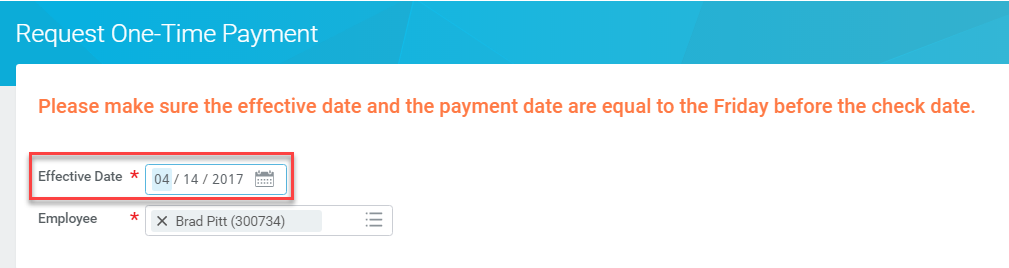 Request One-Time Payment
Please make sure the effective date and the payment date are equal to the Friday before the check date.
Effective Date * 04 / 14 / 2017
Employee * × Brad Pitt (300734)